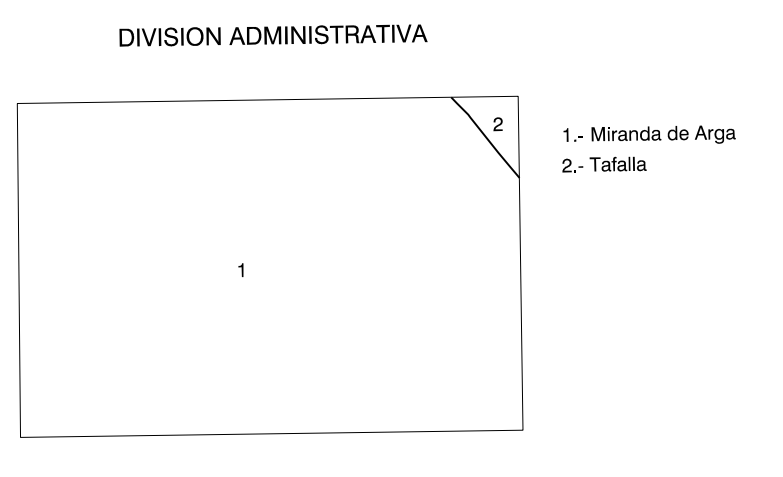 DIVISION ADMINISTRATIVA
2
1.- Miranda de Arga
2.- Tafalla
1